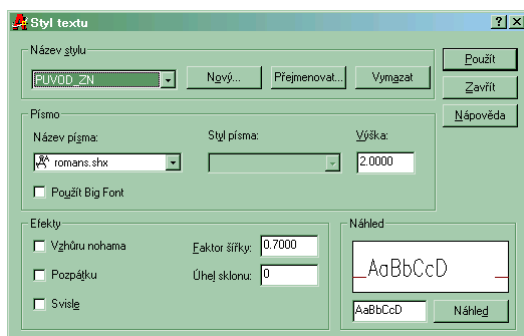 Styl textu
Název stylu
PUVOD_ZN
Nový...
Přejmenovat...
Vymazat
Použít
Zavřít
Nápověda
Písmo
Název písma:
Styl písma:
Výška:
romans.shx
2.0000
Použít Big Font
Efekty
Vzhůru nohama
Faktor šířky:
0.7000
Pozpátku
Úhel sklonu:
0
Svisle
Náhled
AaBbCcD
AaBbCcD
Náhled